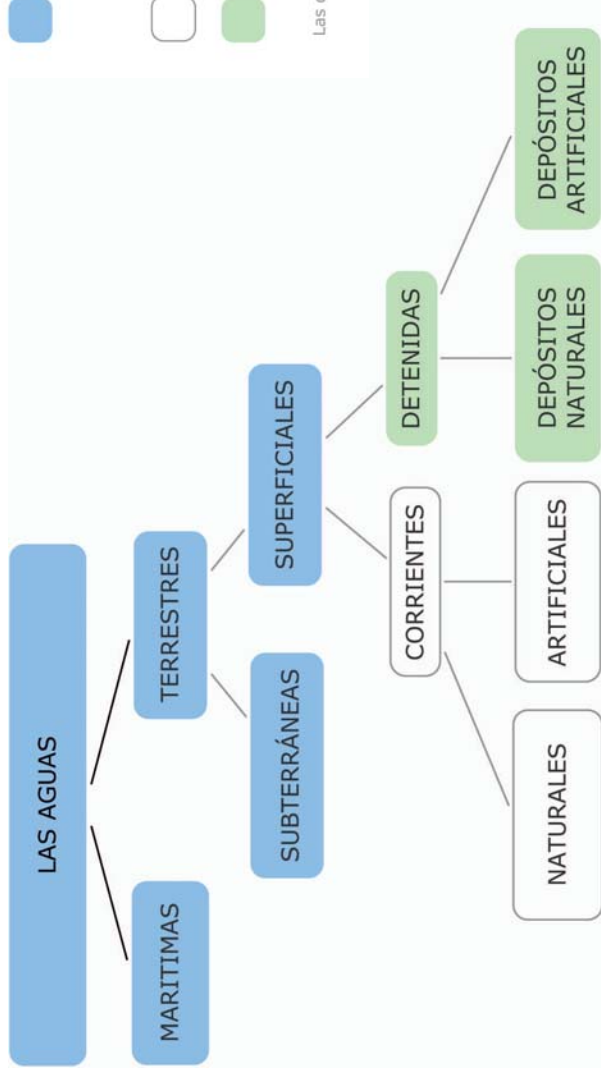 LAS AGUAS
MARITIMAS
TERRESTRES
SUBTERRÁNEAS
SUPERFICIALES
CORRIENTES
DETENIDAS
NATURALES
ARTIFICIALES
DEPÓSITOS
NATURALES
DEPÓSITOS
ARTIFICIALES
Las